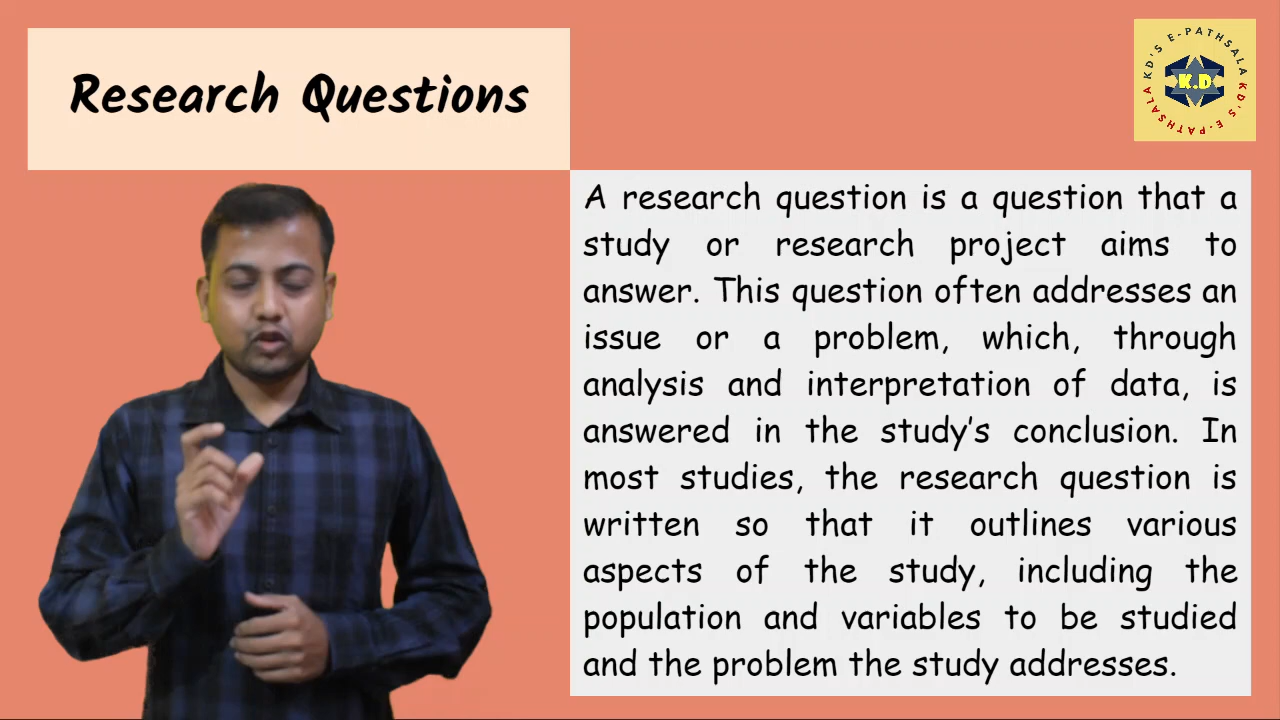 Research Questions
KD'S E-PATHSALA KD'S E-PATHSALA
K.D
A research question is a question that a
study or research project aims to
answer. This question often addresses an
issue or a problem, which, through
analysis and interpretation of data, is
answered in the study's conclusion. In
most studies, the research question is
written so that it outlines various
aspects of the study, including the
population and variables to be studied
and the problem the study addresses.